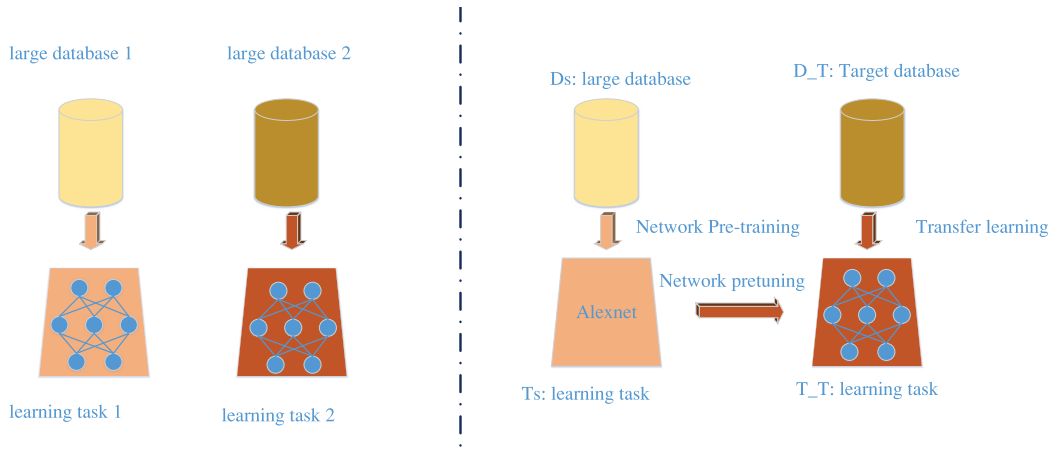 large database 1
large database 2
learning task 1
learning task 2
Ds: large database
D_T: Target database
Network Pre-training
Transfer learning
Network pretuning
Alexnet
Ts: learning task
T_T: learning task